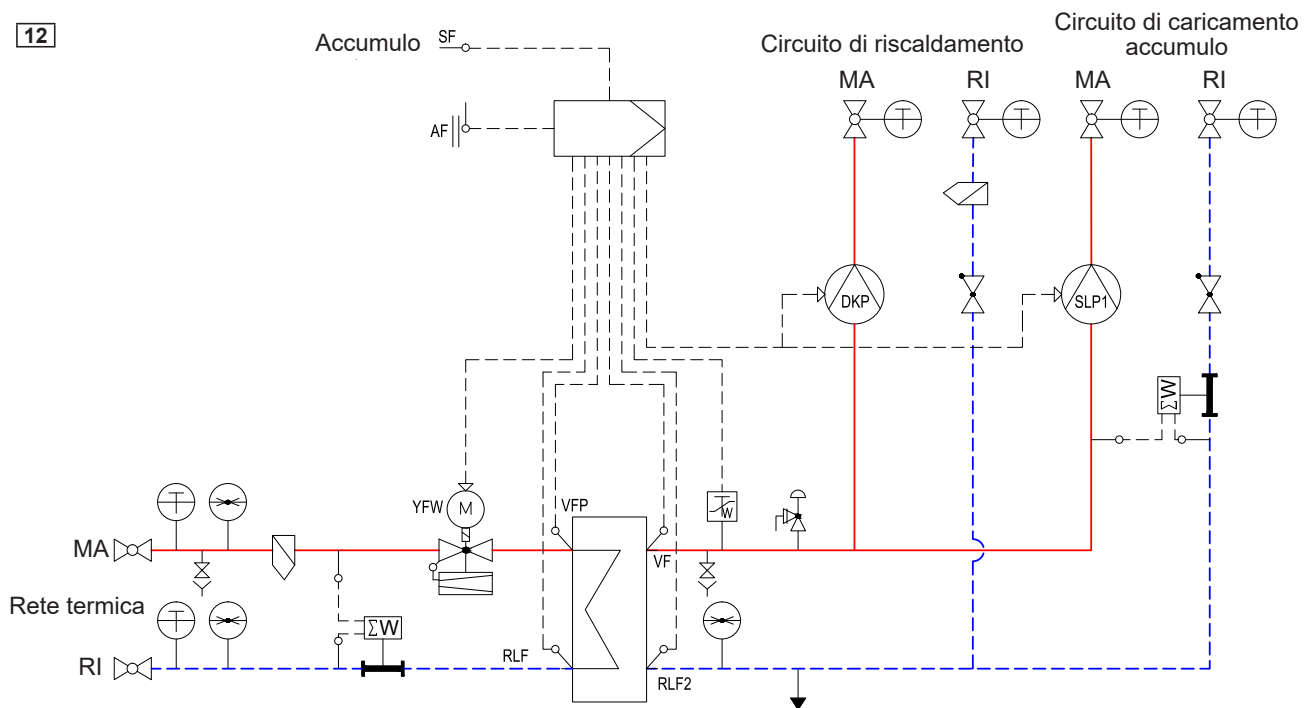 12
Accumulo
SF
Circuito di riscaldamento
Circuito di caricamento
accumulo
MA
RI
MA
RI
T
T
T
T
AF
DKP
SLP1
ΣW
YFW
M
VFP
W
T
MA
VF
Rete termica
T
ΣW
RI
RLF
RLF2